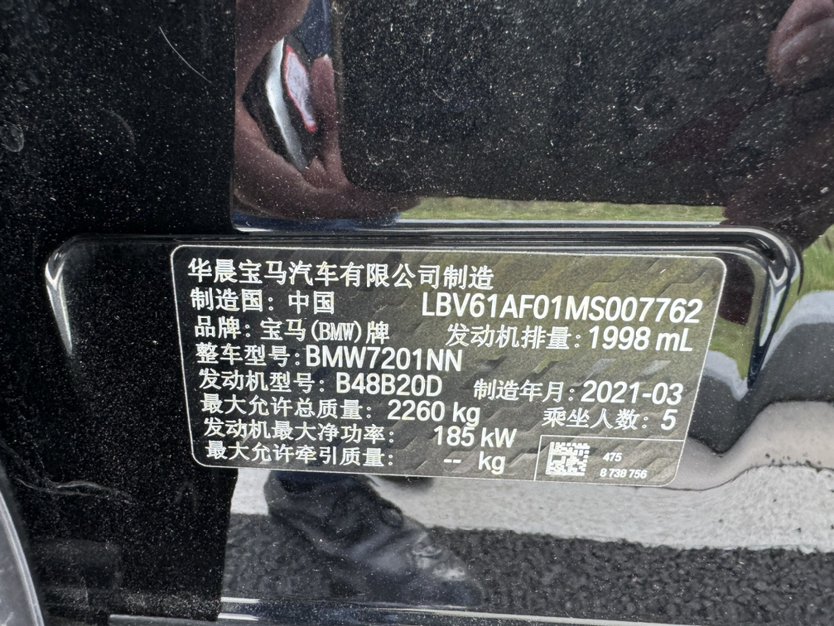 华晨宝马汽车有限公司制造
制造国: 中国 LBV61AF01MS007762
品牌: 宝马(BMW)牌 发动机排量: 1998 mL
整车型号: BMW7201NN
发动机型号: B48B20D 制造年月: 2021-03
最大允许总质量: 2260 kg 乘坐人数: 5
发动机最大净功率: 185 kW
最大允许牵引质量: -- kg
475
8 738 756